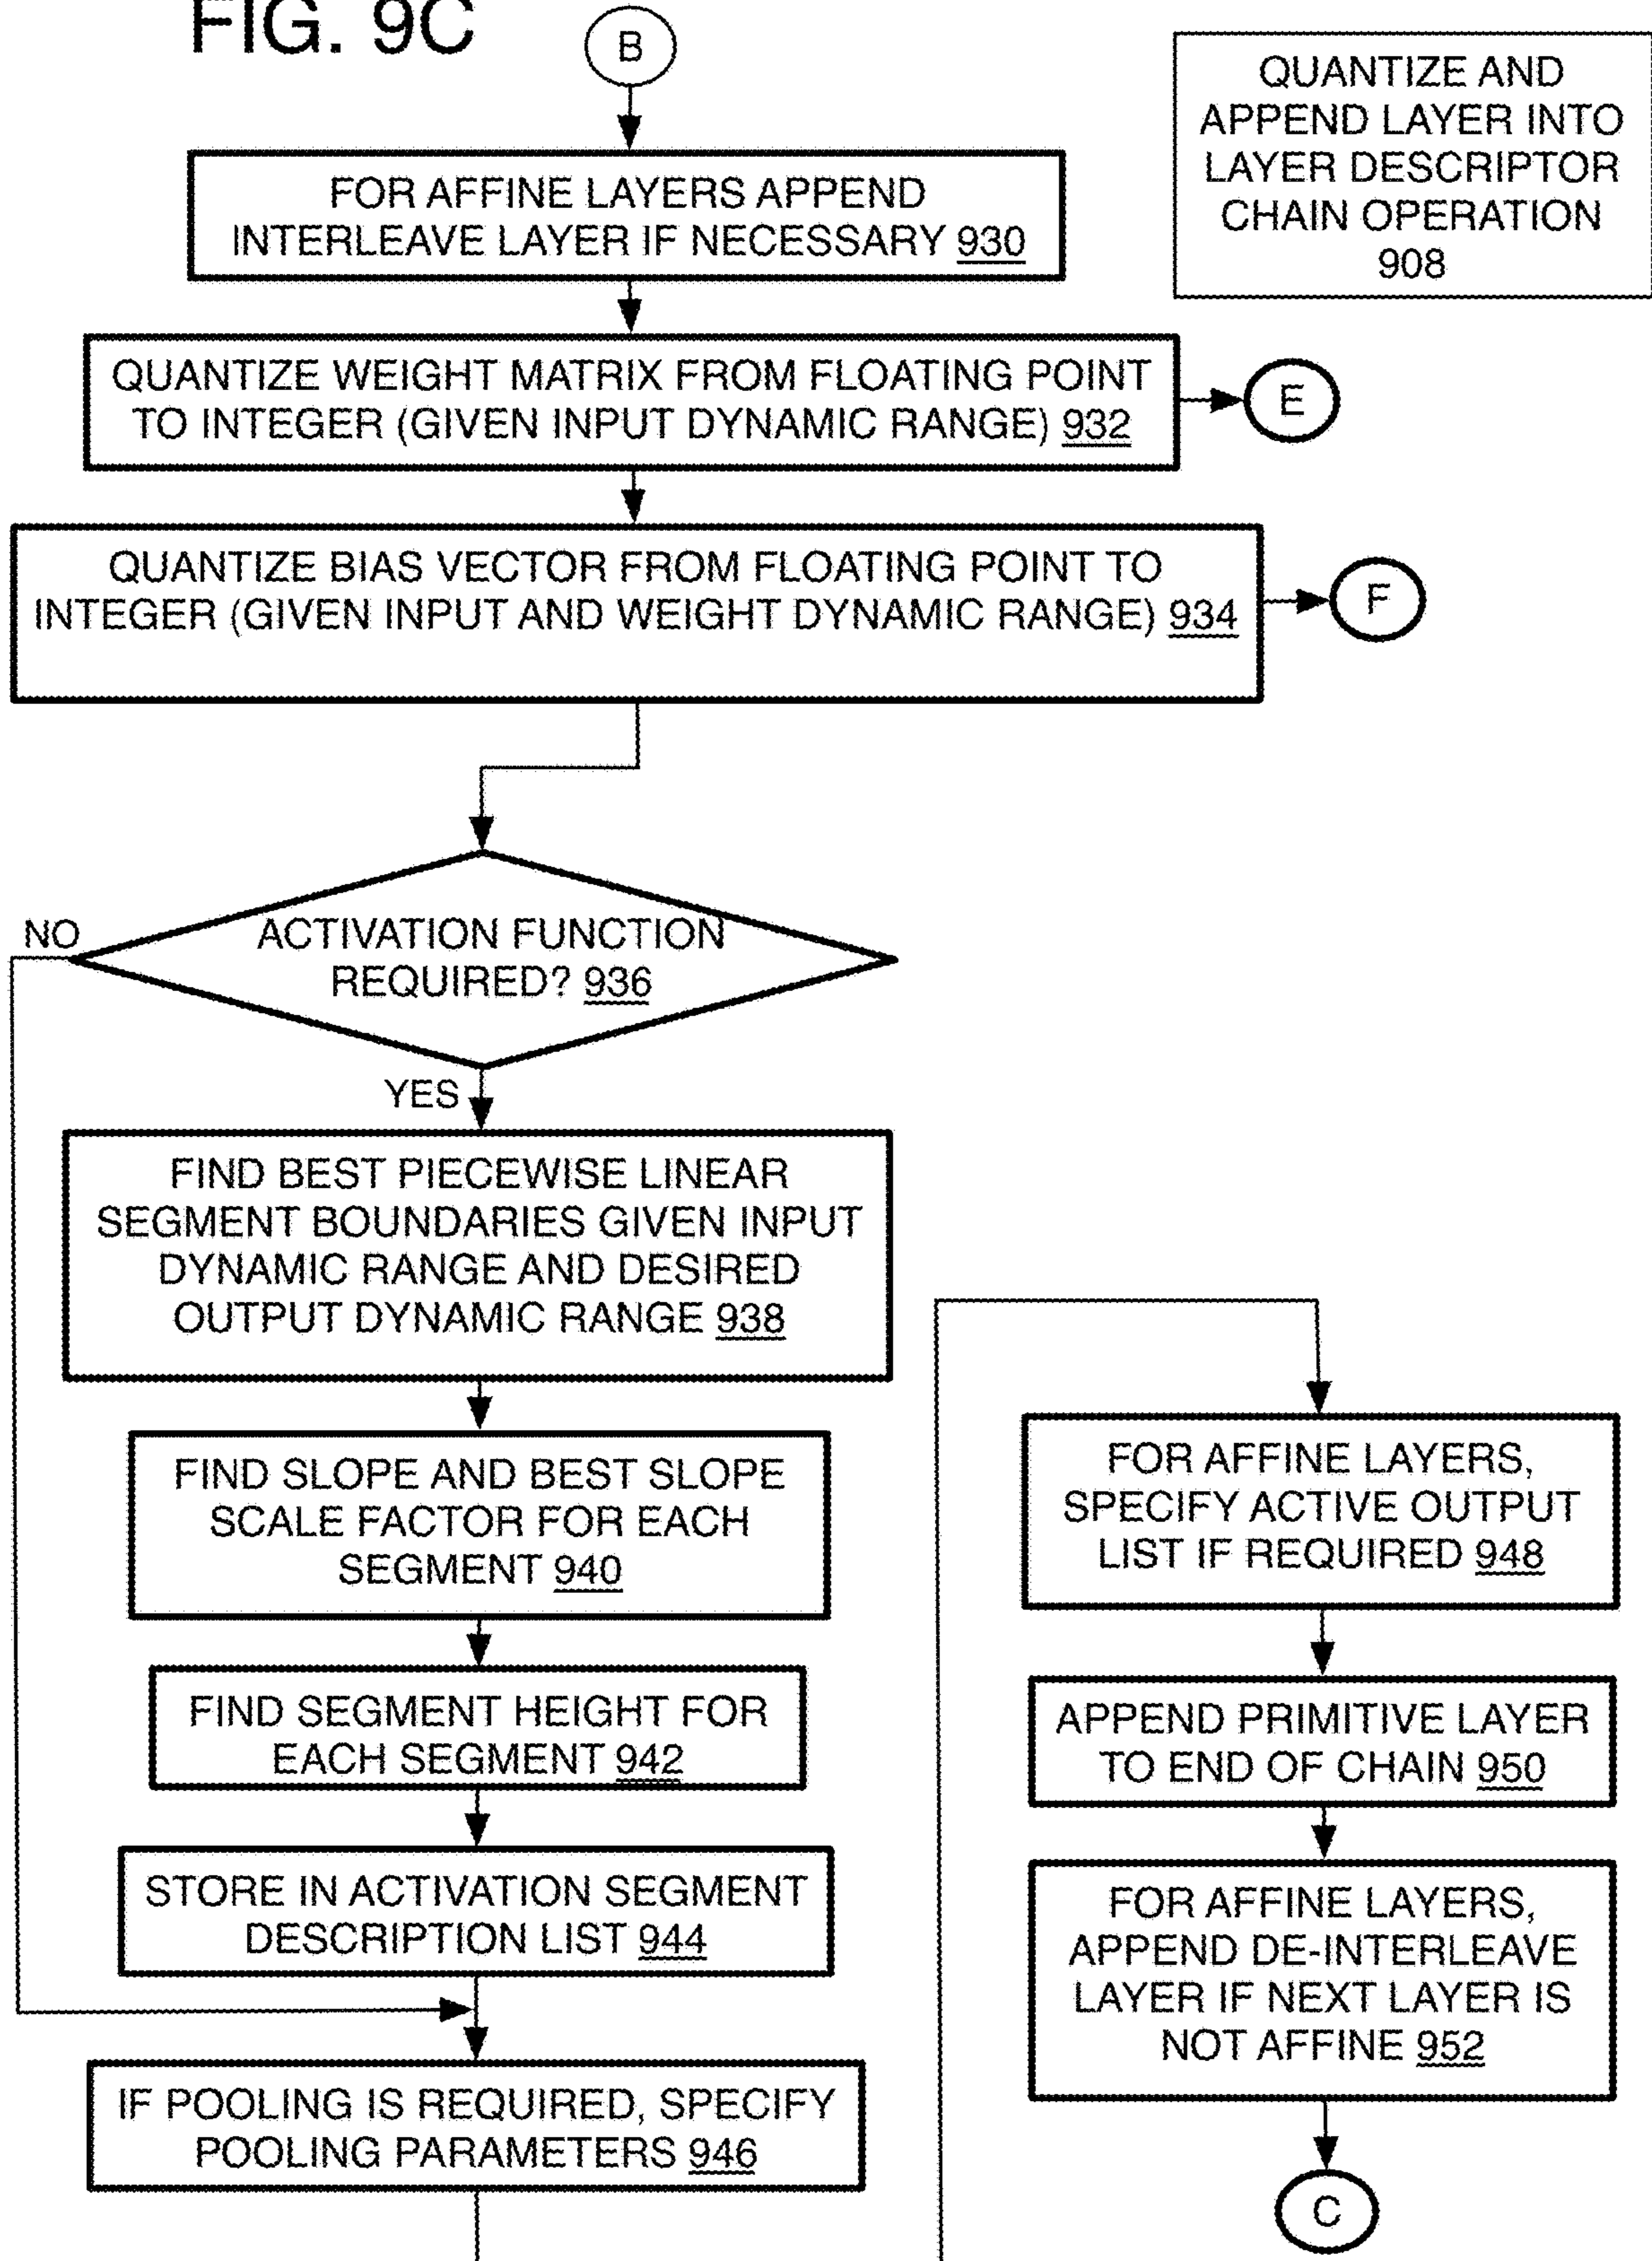 FIG. 9C
B
QUANTIZE AND
APPEND LAYER INTO
LAYER DESCRIPTOR
CHAIN OPERATION
908
FOR AFFINE LAYERS APPEND
INTERLEAVE LAYER IF NECESSARY 930
QUANTIZE WEIGHT MATRIX FROM FLOATING POINT
TO INTEGER (GIVEN INPUT DYNAMIC RANGE) 932
E
QUANTIZE BIAS VECTOR FROM FLOATING POINT TO
INTEGER (GIVEN INPUT AND WEIGHT DYNAMIC RANGE) 934
F
NO
ACTIVATION FUNCTION
REQUIRED? 936
YES
FIND BEST PIECEWISE LINEAR
SEGMENT BOUNDARIES GIVEN INPUT
DYNAMIC RANGE AND DESIRED
OUTPUT DYNAMIC RANGE 938
FIND SLOPE AND BEST SLOPE
SCALE FACTOR FOR EACH
SEGMENT 940
FIND SEGMENT HEIGHT FOR
EACH SEGMENT 942
STORE IN ACTIVATION SEGMENT
DESCRIPTION LIST 944
IF POOLING IS REQUIRED, SPECIFY
POOLING PARAMETERS 946
FOR AFFINE LAYERS,
SPECIFY ACTIVE OUTPUT
LIST IF REQUIRED 948
APPEND PRIMITIVE LAYER
TO END OF CHAIN 950
FOR AFFINE LAYERS,
APPEND DE-INTERLEAVE
LAYER IF NEXT LAYER IS
NOT AFFINE 952
C